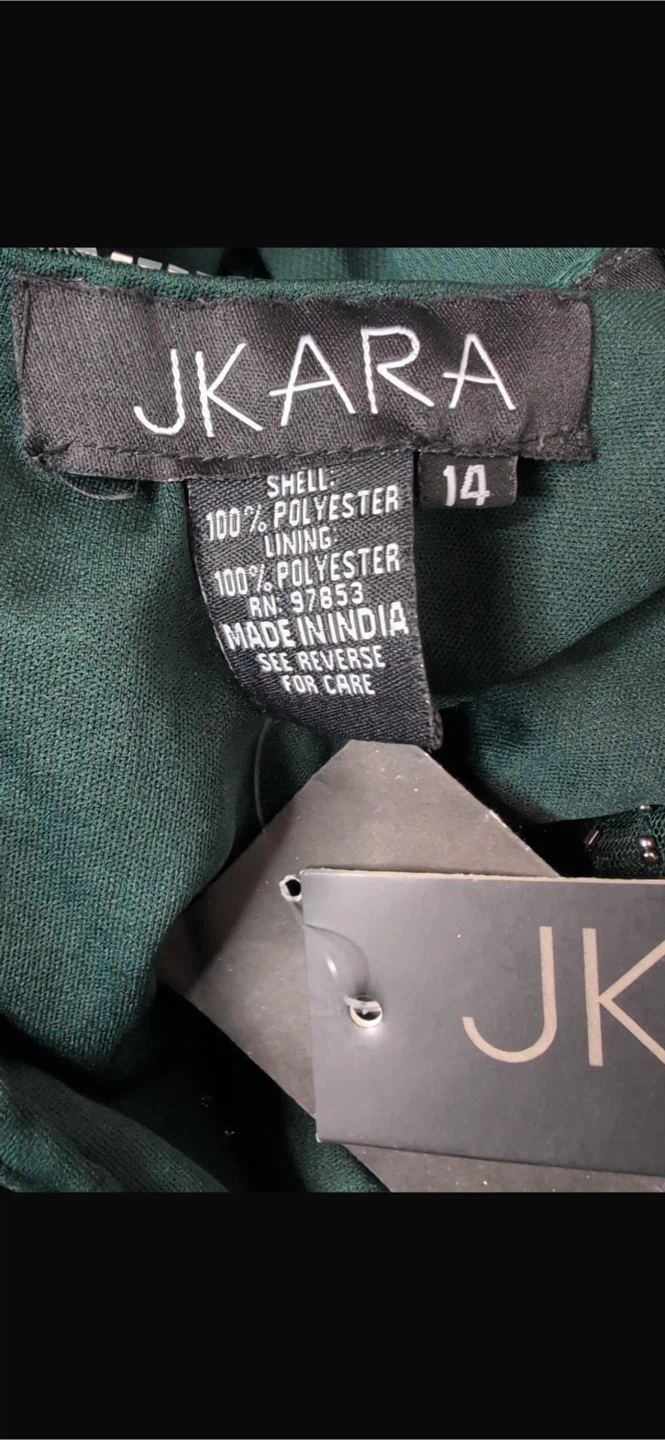 JKARA
14
SHELL:
100% POLYESTER
LINING:
100% POLYESTER
RN: 97853
MADE IN INDIA
SEE REVERSE
FOR CARE
JK